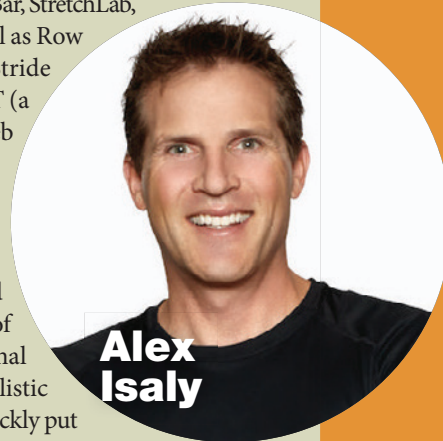 Bar, StretchLab,
l as Row
tride
T (a
b
l
of
nal
listic
ckly put
Alex
Isaly